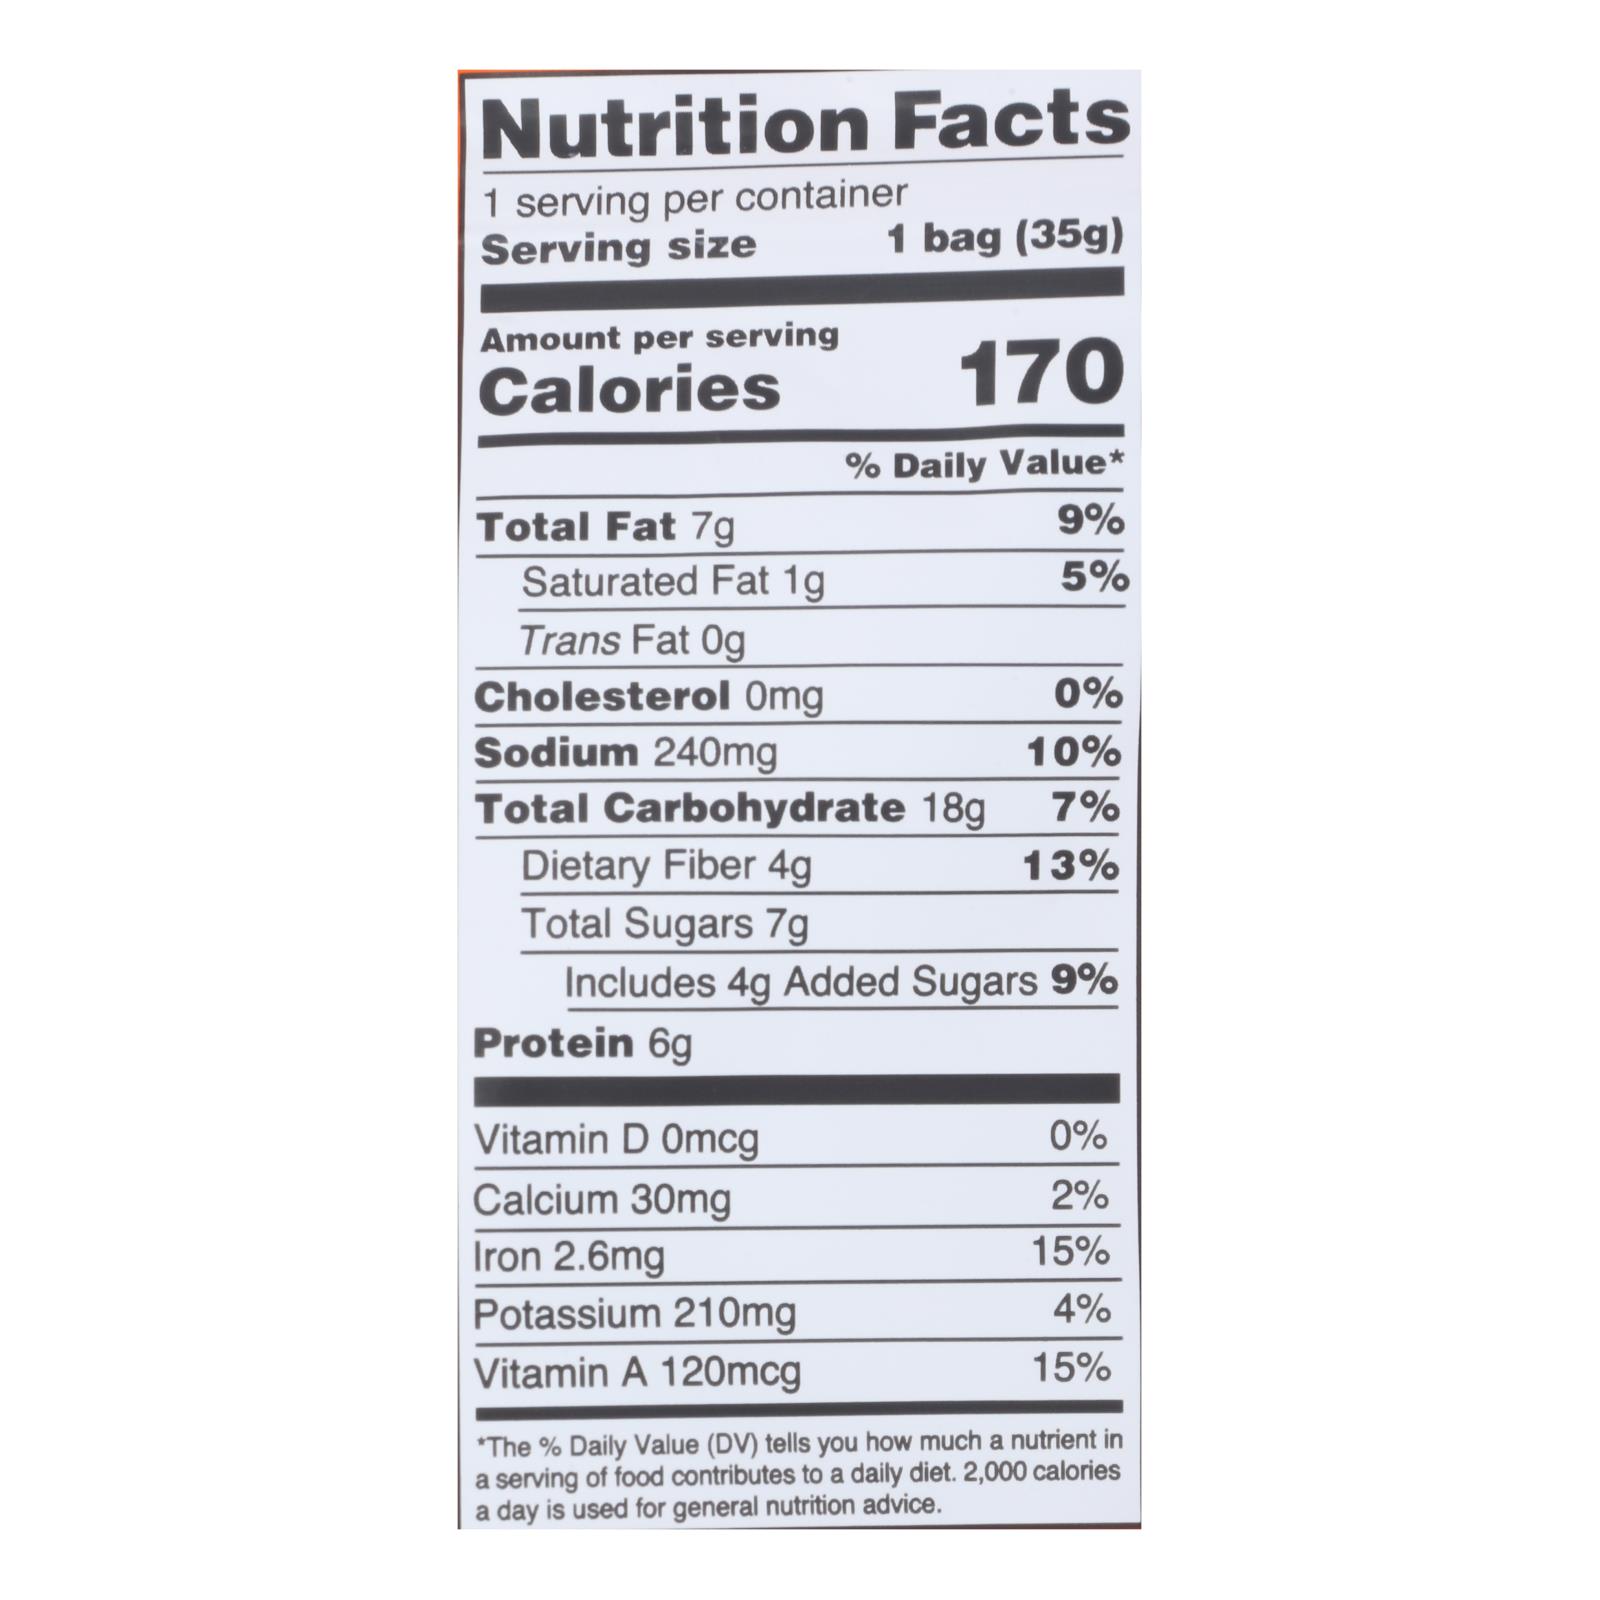 Nutrition Facts
1 serving per container
Serving size 1 bag (35g)
Amount per serving
Calories 170
% Daily Value*
Total Fat 7g 9%
Saturated Fat 1g 5%
Trans Fat 0g
Cholesterol 0mg 0%
Sodium 240mg 10%
Total Carbohydrate 18g 7%
Dietary Fiber 4g 13%
Total Sugars 7g
Includes 4g Added Sugars 9%
Protein 6g
Vitamin D 0mcg 0%
Calcium 30mg 2%
Iron 2.6mg 15%
Potassium 210mg 4%
Vitamin A 120mcg 15%
*The % Daily Value (DV) tells you how much a nutrient in
a serving of food contributes to a daily diet. 2,000 calories
a day is used for general nutrition advice.